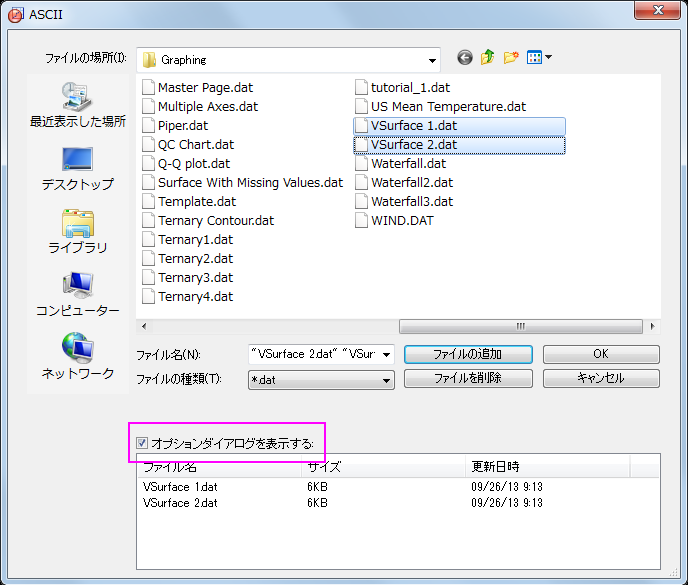 ASCII
ファイルの場所(I):
Graphing
最近表示した場所
デスクトップ
ライブラリ
コンピューター
ネットワーク
Master Page.dat
Multiple Axes.dat
Piper.dat
QC Chart.dat
Q-Q plot.dat
Surface With Missing Values.dat
Template.dat
Ternary Contour.dat
Ternary1.dat
Ternary2.dat
Ternary3.dat
Ternary4.dat
tutorial_1.dat
US Mean Temperature.dat
VSurface 1.dat
VSurface 2.dat
Waterfall.dat
Waterfall2.dat
Waterfall3.dat
WIND.DAT
ファイル名(N):
"VSurface 2.dat" "VSur
ファイルの追加
OK
ファイルの種類(T):
*.dat
ファイルを削除
キャンセル
オプションダイアログを表示する:
ファイル名 サイズ 更新日時
VSurface 1.dat 6KB 09/26/13 9:13
VSurface 2.dat 6KB 09/26/13 9:13